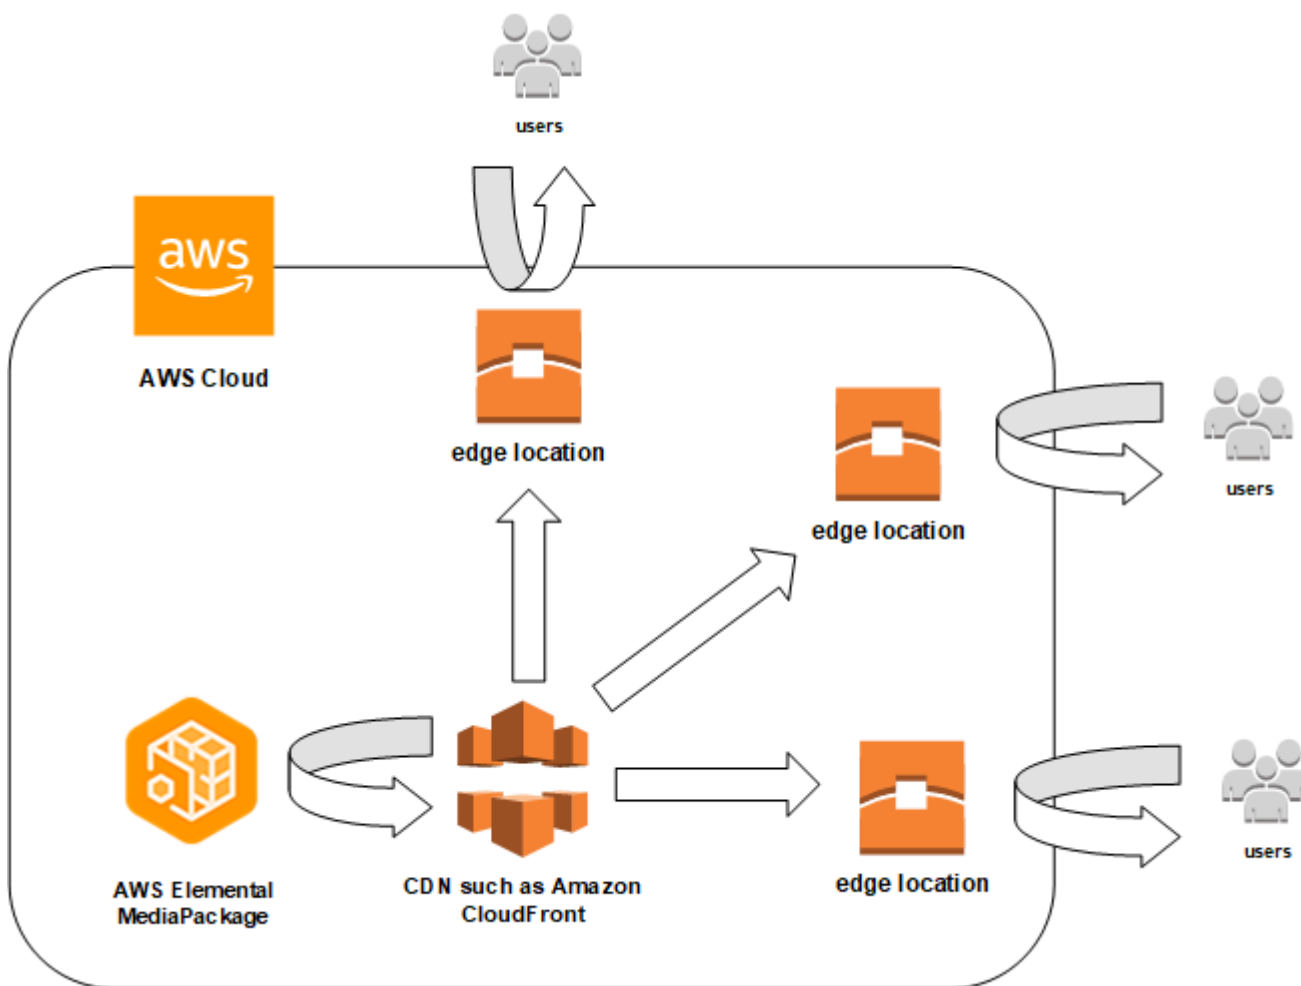 users
aws
AWS Cloud
edge location
edge location
users
AWS Elemental
MediaPackage
CDN such as Amazon
CloudFront
edge location
users